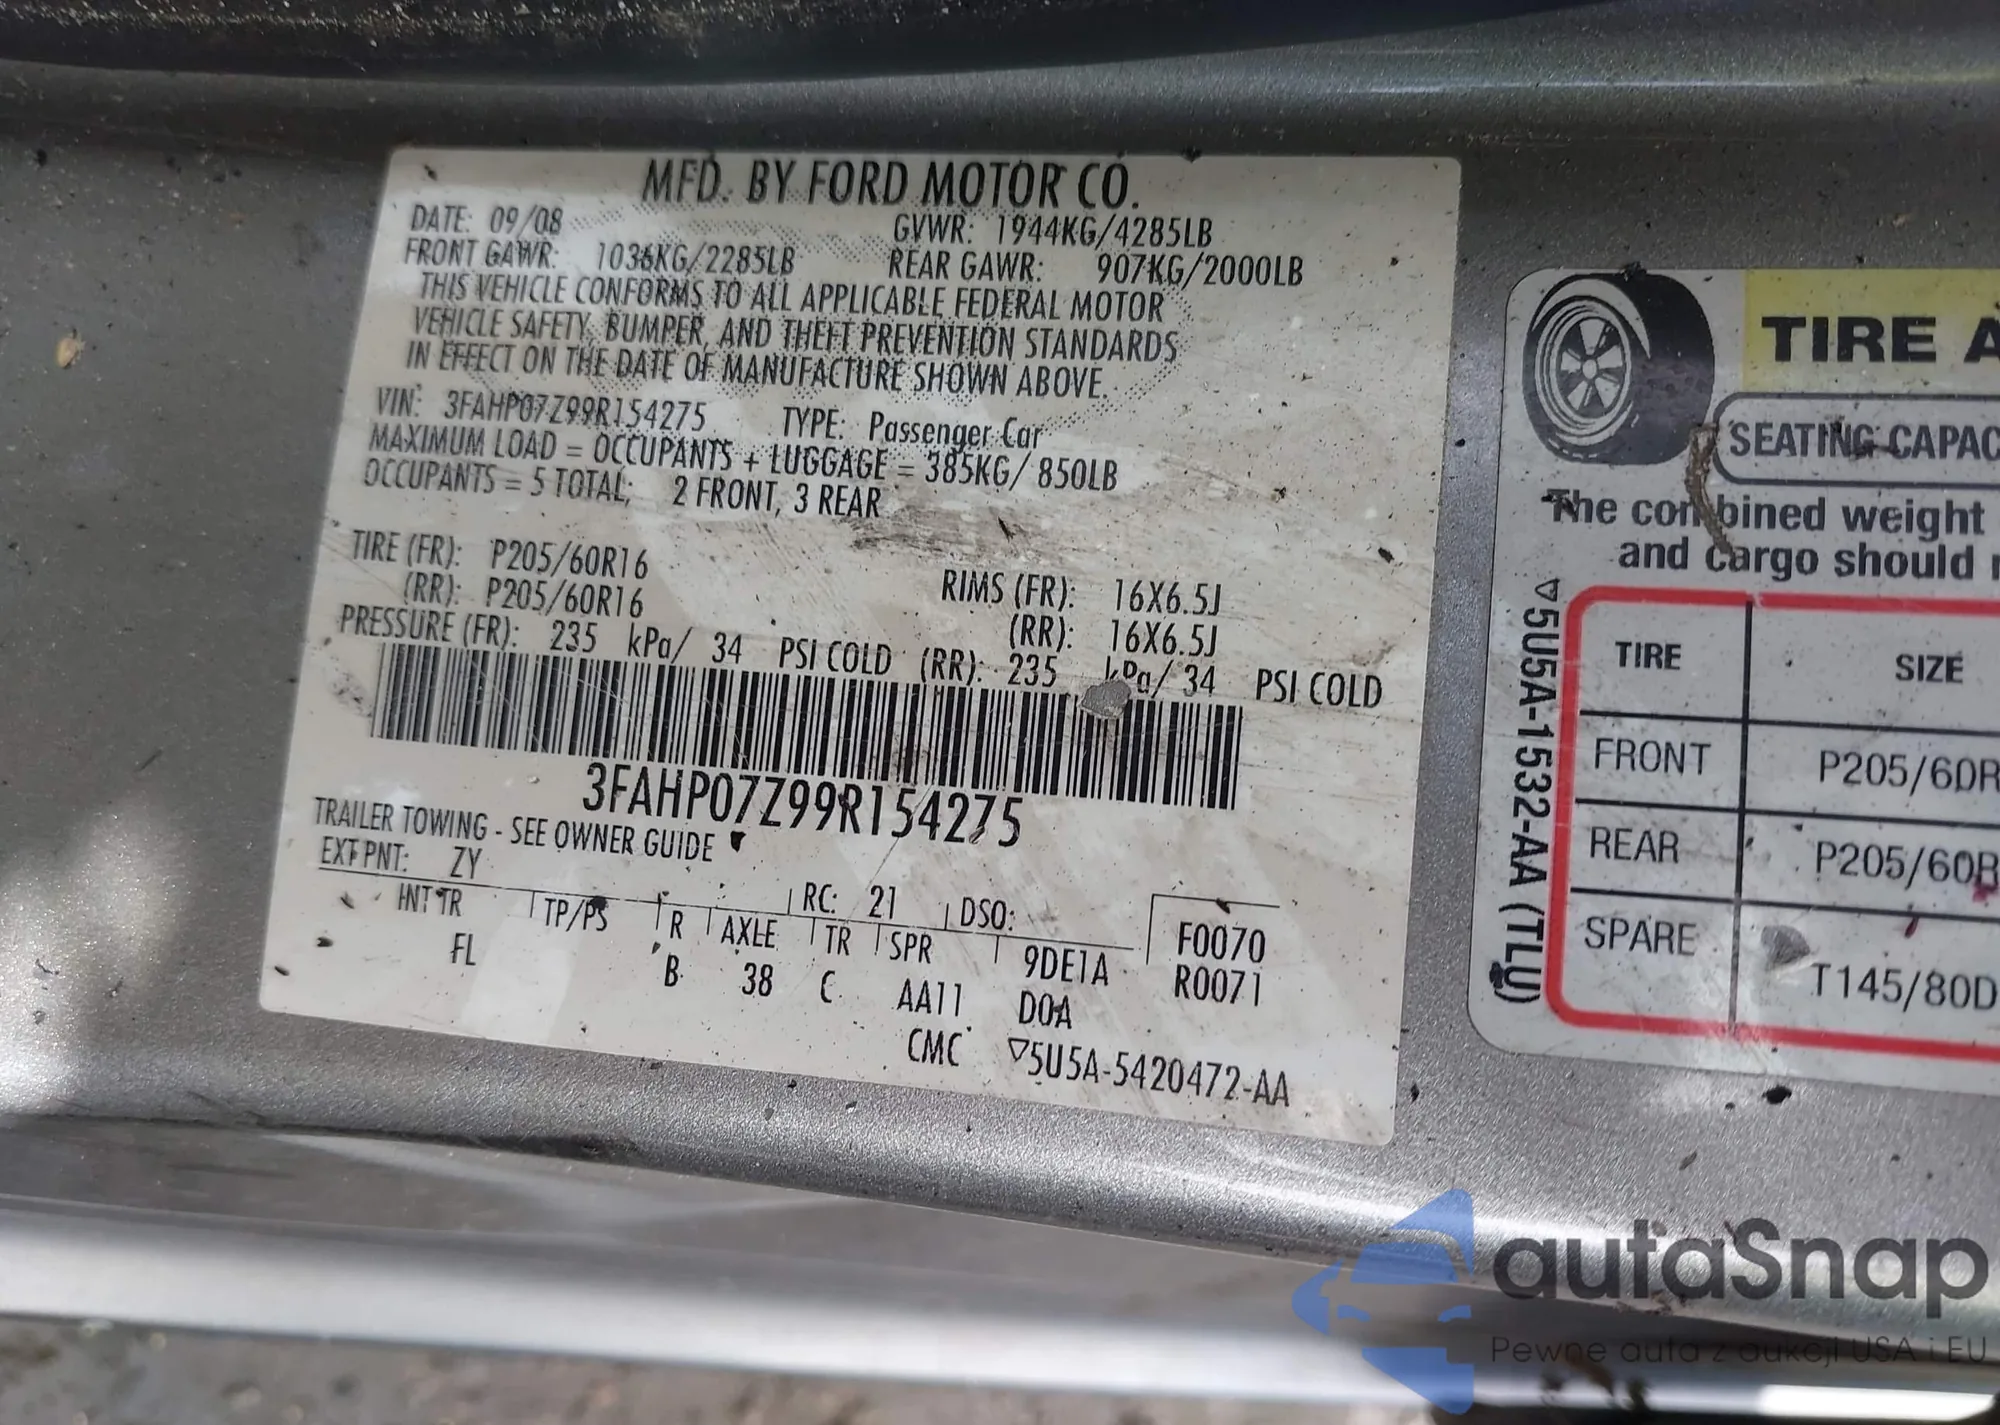 MFD. BY FORD MOTOR CO.
DATE: 09/08 GVWR: 1944KG/4285LB
FRONT GAWR: 1036KG/2285LB REAR GAWR: 907KG/2000LB
THIS VEHICLE CONFORMS TO ALL APPLICABLE FEDERAL MOTOR
VEHICLE SAFETY, BUMPER, AND THEFT PREVENTION STANDARDS
IN EFFECT ON THE DATE OF MANUFACTURE SHOWN ABOVE.
VIN: 3FAHP07Z99R154275 TYPE: Passenger Car
MAXIMUM LOAD = OCCUPANTS + LUGGAGE = 385KG/ 850LB
OCCUPANTS = 5 TOTAL; 2 FRONT, 3 REAR
TIRE (FR): P205/60R16 RIMS (FR): 16X6.5J
(RR): P205/60R16 (RR): 16X6.5J
PRESSURE (FR): 235 kPa/ 34 PSI COLD (RR): 235 kPa/ 34 PSI COLD
3FAHP07Z99R154275
TRAILER TOWING - SEE OWNER GUIDE
EXT PNT: ZY RC: 21 DSO: F0070
INT TR TP/PS R AXLE TR SPR 9DE1A R0071
FL B 38 C AA11 D0A
CMC ▽5U5A-5420472-AA
TIRE A
SEATING CAPAC
The combined weight
and cargo should
▽5U5A-1532-AA (TLU)
TIRE SIZE
FRONT P205/60R
REAR P205/60R
SPARE T145/80D
autaSnap
Pewne auta z aukcji USA i EU